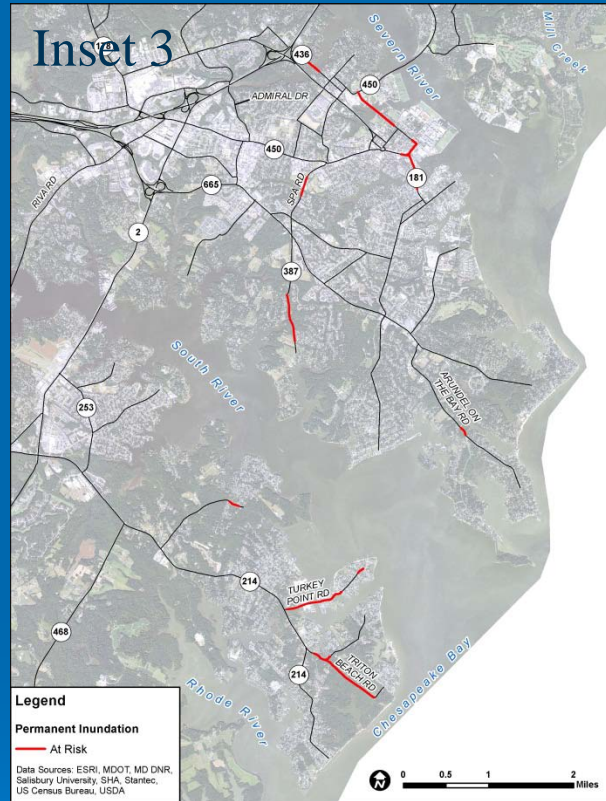 Inset 3
178
436
Severn River
Mill Creek
450
ADMIRAL DR
450
RIVA RD
665
SPA RD
181
2
387
South River
253
ARUNDEL ON
THE BAY RD
214
TURKEY
POINT RD
468
TRITON
BEACH RD
214
Rhode River
Chesapeake Bay
Legend
Permanent Inundation
At Risk
Data Sources: ESRI, MDOT, MD DNR,
Salisbury University, SHA, Stantec,
US Census Bureau, USDA
N
0 0.5 1 2
Miles